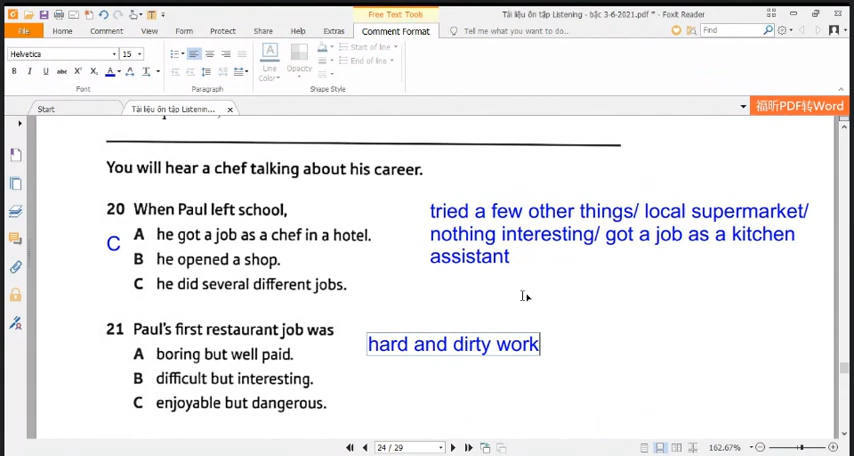 Free Text Tools
Tài liệu ôn tập Listening - bậc 3-6-2021.pdf * - Foxit Reader
File Home Comment View Form Protect Share Help Extras Comment Format Tell me what you want to do... Find
Helvetica 15
Start of line
End of line
Line Color Opacity
Font Paragraph Shape Style
Start Tài liệu ôn tập Listenin... 福昕PDF转Word
You will hear a chef talking about his career.
20 When Paul left school,
C
A he got a job as a chef in a hotel.
B he opened a shop.
C he did several different jobs.
tried a few other things/ local supermarket/
nothing interesting/ got a job as a kitchen
assistant
21 Paul's first restaurant job was
A boring but well paid.
B difficult but interesting.
C enjoyable but dangerous.
hard and dirty work
24 / 29 162.67%